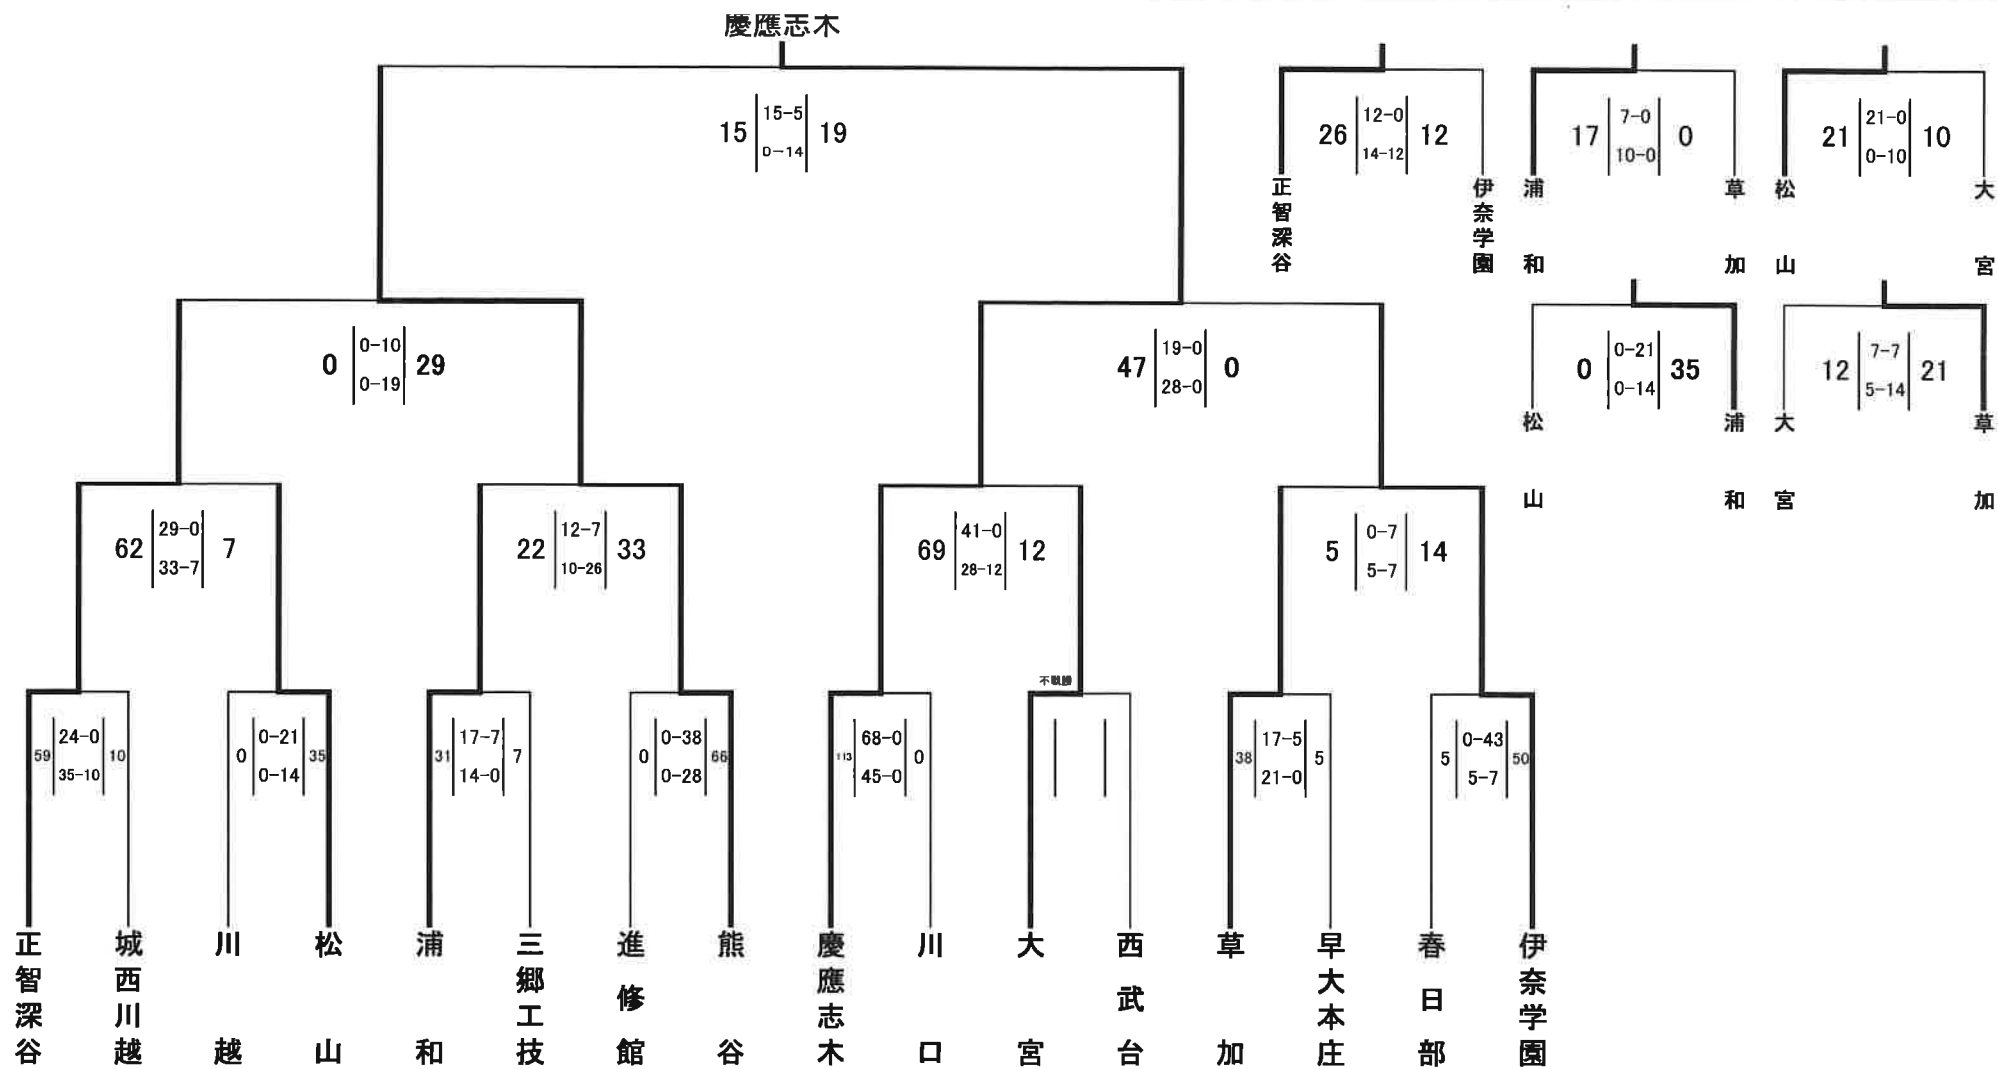 慶應志木
15 15-5 19
0-14
26 12-0 12
14-12
正智深谷
伊奈学園
17 7-0 0
10-0
浦和
草加
21 21-0 10
0-10
松山
大宮
0 0-10 29
0-19
47 19-0 0
28-0
0 0-21 35
0-14
松山
浦和
12 7-7 21
5-14
大宮
草加
62 29-0 7
33-7
22 12-7 33
10-26
69 41-0 12
28-12
5 0-7 14
5-7
不戦勝
59 24-0 10
35-10
0 0-21 35
0-14
31 17-7 7
14-0
0 0-38 66
0-28
113 68-0 0
45-0
38 17-5 5
21-0
5 0-43 50
5-7
正智深谷
城西川越
川越
松山
浦和
三郷工技
進修館
熊谷
慶應志木
川口
大宮
西武台
草加
早大本庄
春日部
伊奈学園